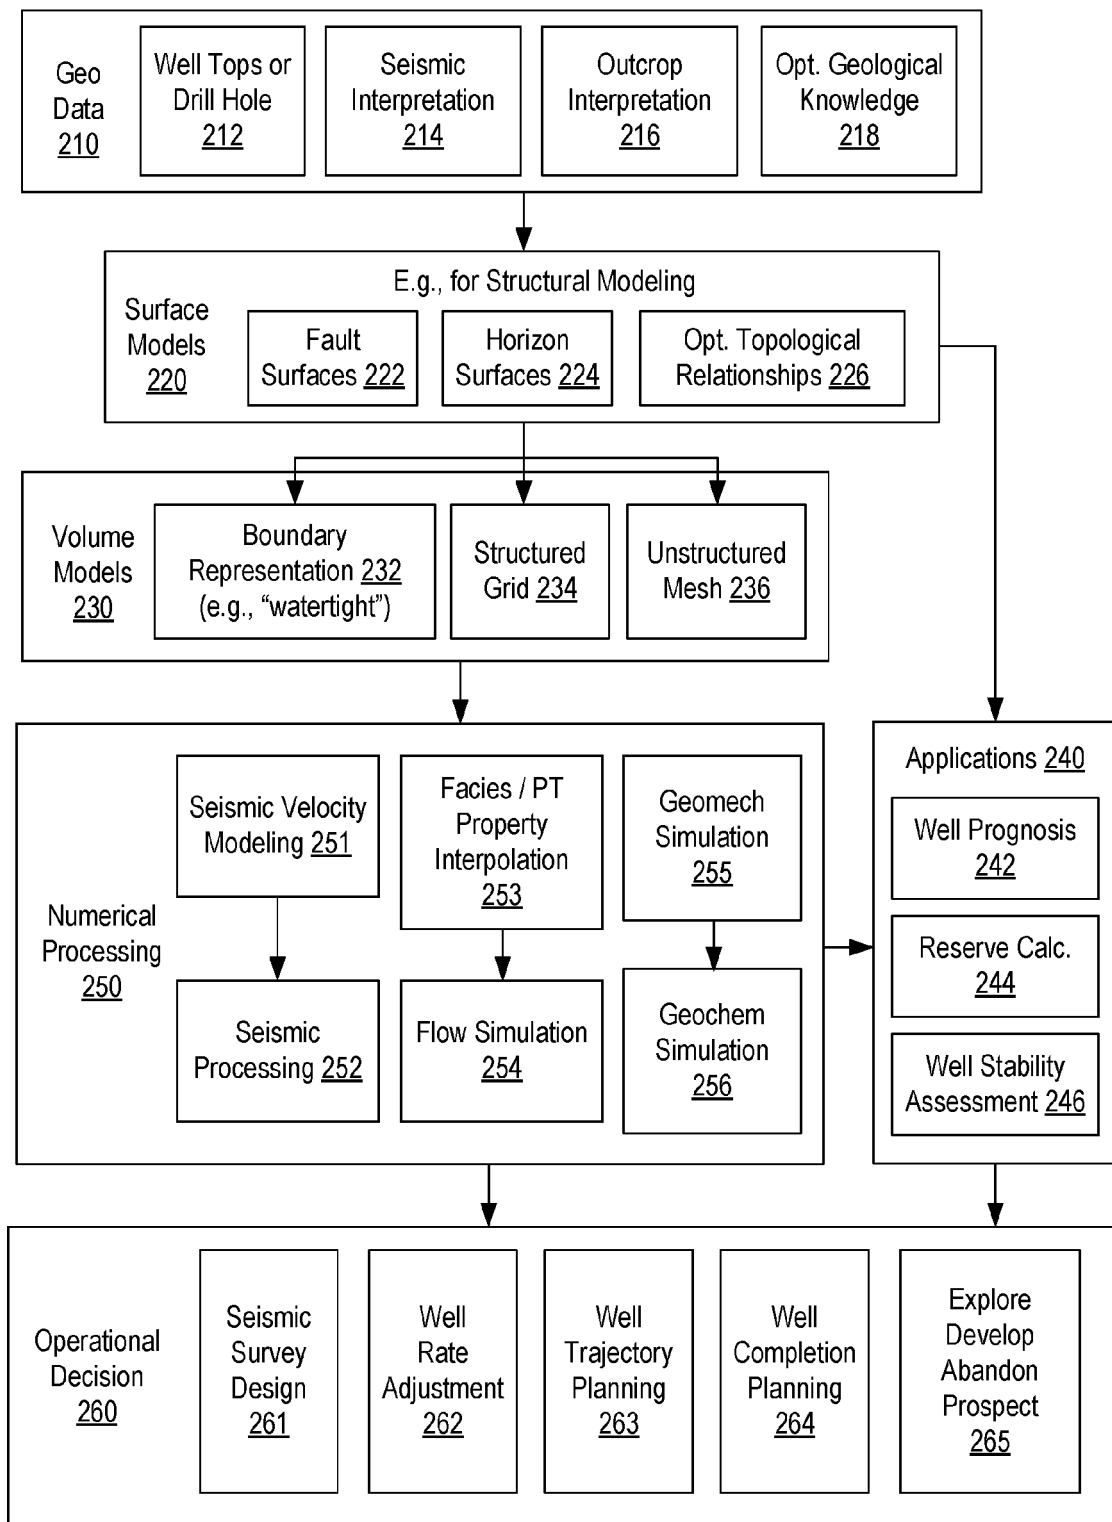 Geo
Data
210
Well Tops or
Drill Hole
212
Seismic
Interpretation
214
Outcrop
Interpretation
216
Opt. Geological
Knowledge
218
E.g., for Structural Modeling
Surface
Models
220
Fault
Surfaces 222
Horizon
Surfaces 224
Opt. Topological
Relationships 226
Volume
Models
230
Boundary
Representation 232
(e.g., “watertight”)
Structured
Grid 234
Unstructured
Mesh 236
Numerical
Processing
250
Seismic Velocity
Modeling 251
Facies / PT
Property
Interpolation
253
Geomech
Simulation
255
Seismic
Processing 252
Flow Simulation
254
Geochem
Simulation
256
Applications 240
Well Prognosis
242
Reserve Calc.
244
Well Stability
Assessment 246
Operational
Decision
260
Seismic
Survey
Design
261
Well
Rate
Adjustment
262
Well
Trajectory
Planning
263
Well
Completion
Planning
264
Explore
Develop
Abandon
Prospect
265